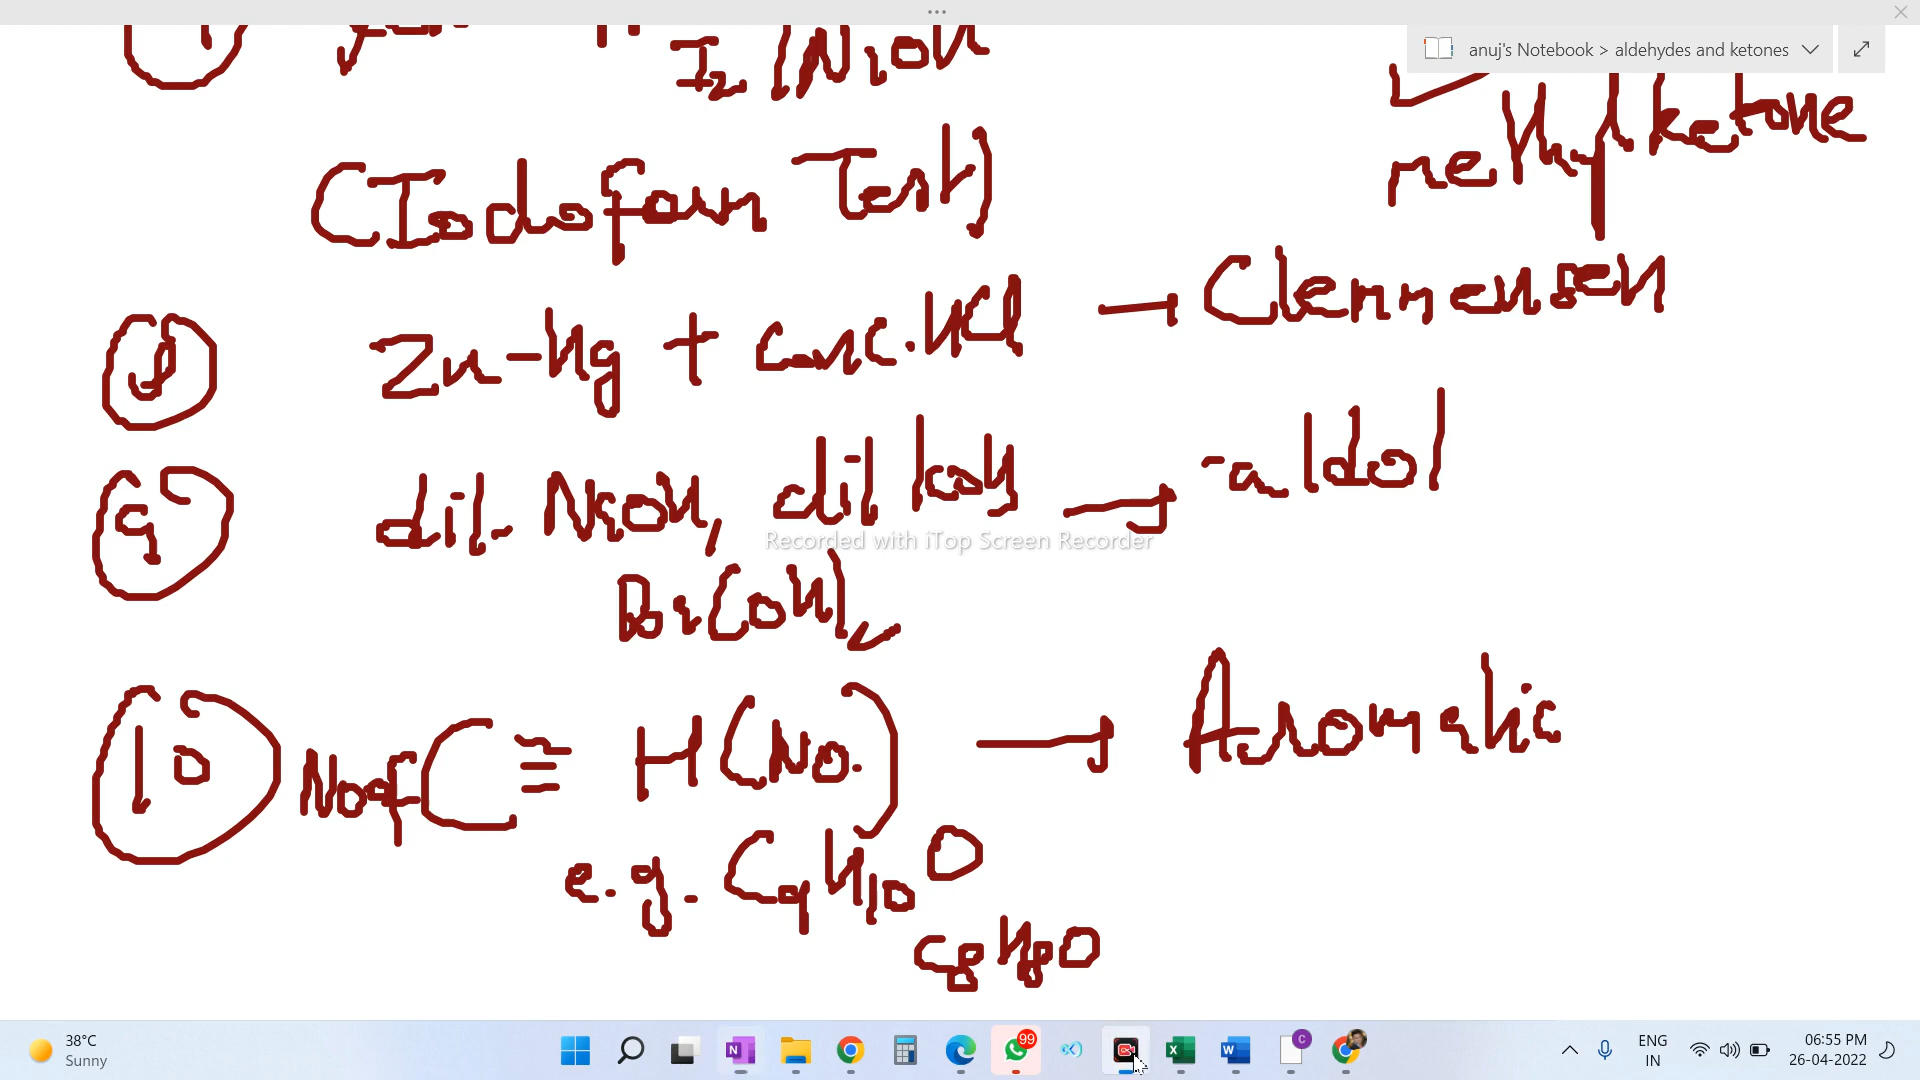 anuj's Notebook > aldehydes and ketones
I2 / NaOH
methyl ketone
(Iodoform Test)
8 Zn-Hg + conc. HCl → Clemmensen
9 dil. NaOH, dil KOH → aldol
Recorded with iTop Screen Recorder
Ba(OH)2
10 No of C ≡ H (No.) → Aromatic
e.g. C9H10O
C8H8O
38°C
Sunny
99
ENG
IN
06:55 PM
26-04-2022